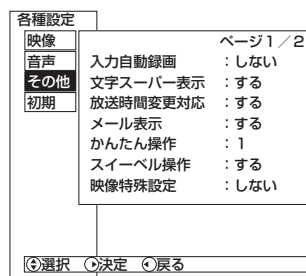 各種設定
映像
音声
その他
初期
ページ1／2
入力自動録画 ：しない
文字スーパー表示 ：する
放送時間変更対応 ：する
メール表示 ：する
かんたん操作 ：1
スイーベル操作 ：する
映像特殊設定 ：しない
選択 決定 戻る